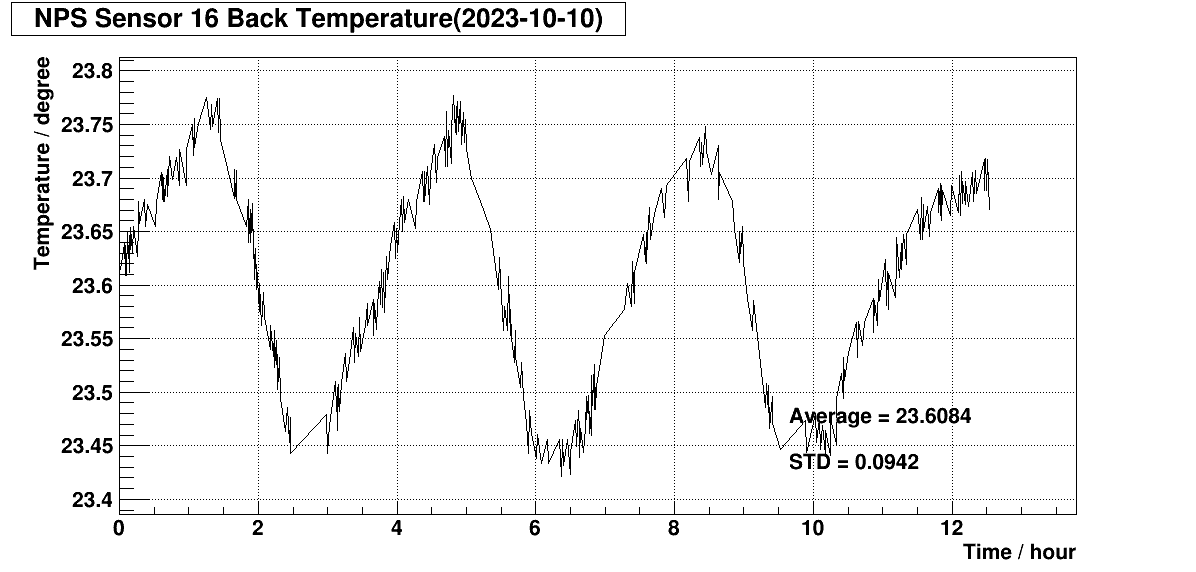 NPS Sensor 16 Back Temperature(2023-10-10)
Temperature / degree
23.8
23.75
23.7
23.65
23.6
23.55
23.5
23.45
23.4
Average = 23.6084
STD = 0.0942
0 2 4 6 8 10 12
Time / hour